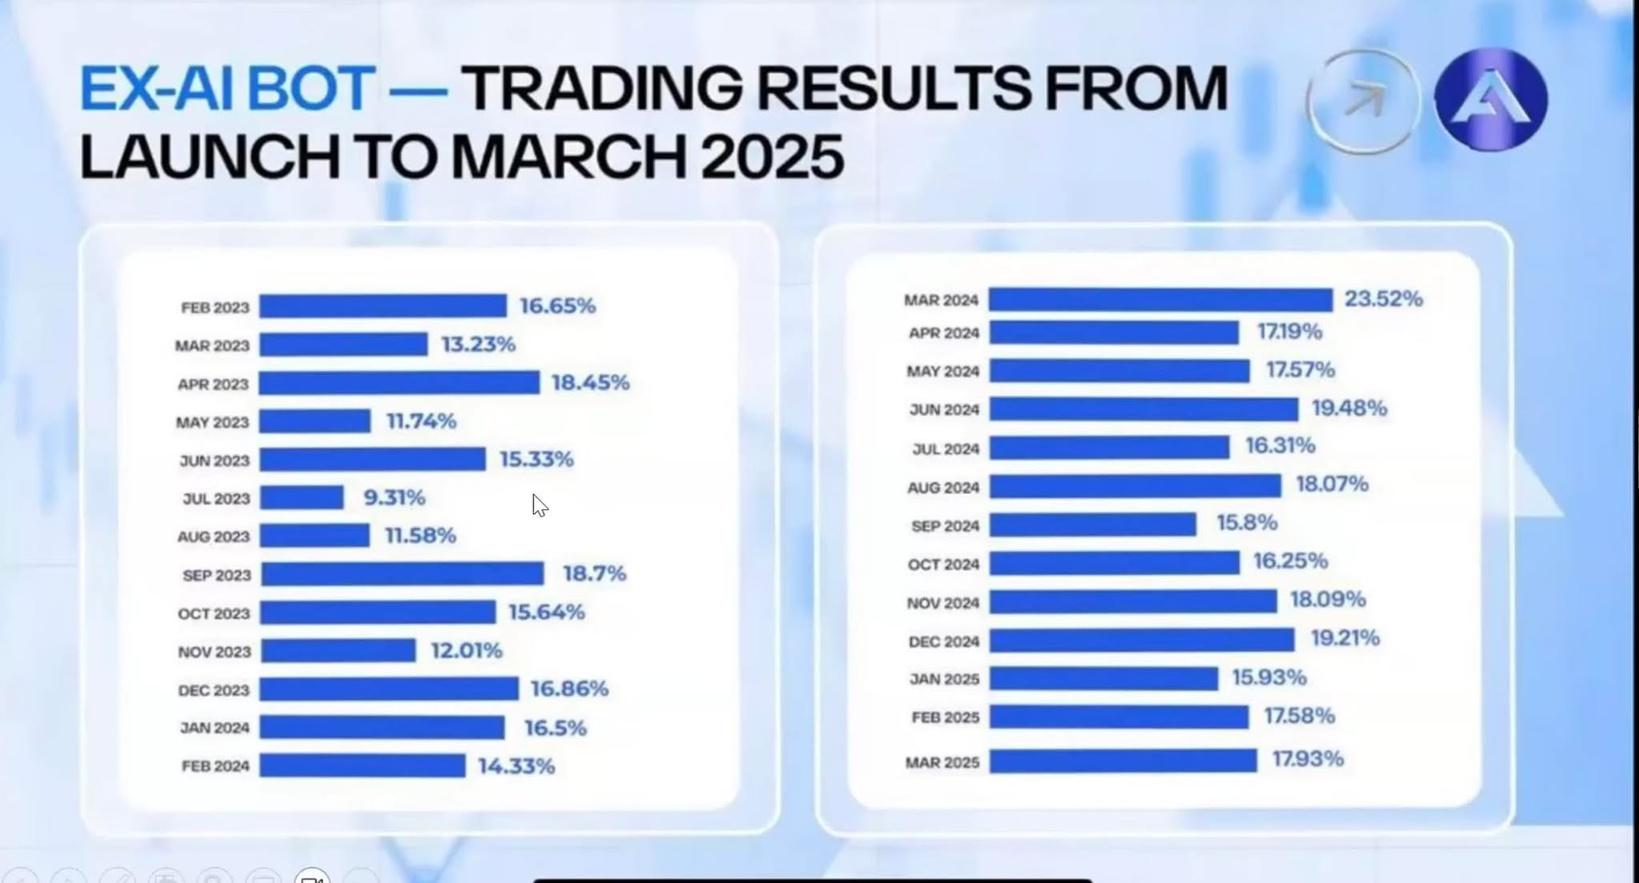 EX-AI BOT — TRADING RESULTS FROM
LAUNCH TO MARCH 2025
FEB 2023 16.65%
MAR 2023 13.23%
APR 2023 18.45%
MAY 2023 11.74%
JUN 2023 15.33%
JUL 2023 9.31%
AUG 2023 11.58%
SEP 2023 18.7%
OCT 2023 15.64%
NOV 2023 12.01%
DEC 2023 16.86%
JAN 2024 16.5%
FEB 2024 14.33%
MAR 2024 23.52%
APR 2024 17.19%
MAY 2024 17.57%
JUN 2024 19.48%
JUL 2024 16.31%
AUG 2024 18.07%
SEP 2024 15.8%
OCT 2024 16.25%
NOV 2024 18.09%
DEC 2024 19.21%
JAN 2025 15.93%
FEB 2025 17.58%
MAR 2025 17.93%